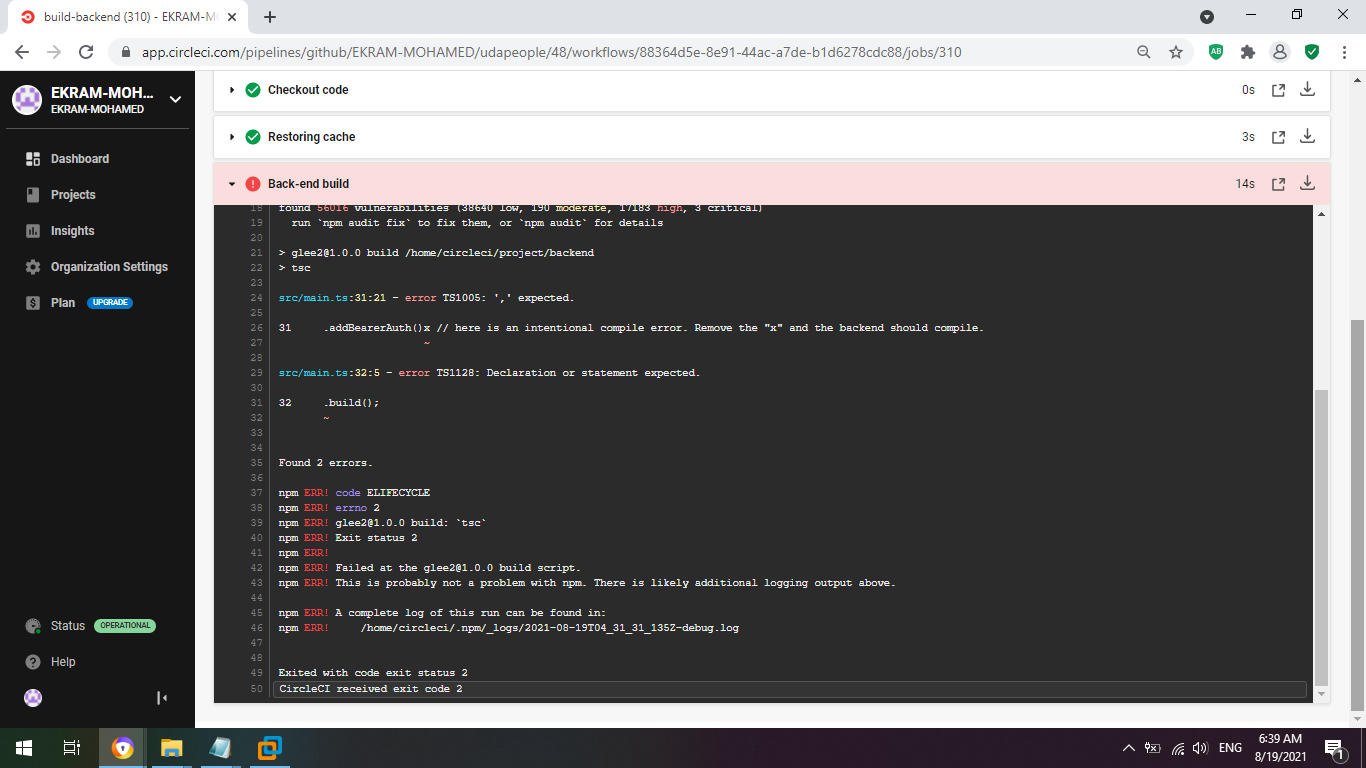 build-backend (310) - EKRAM-M
app.circleci.com/pipelines/github/EKRAM-MOHAMED/udapeople/48/workflows/88364d5e-8e91-44ac-a7de-b1d6278cdc88/jobs/310
AB
EKRAM-MOH...
EKRAM-MOHAMED
Dashboard
Projects
Insights
Organization Settings
Plan UPGRADE
Status OPERATIONAL
Help
Checkout code 0s
Restoring cache 3s
Back-end build 14s
18 found 56016 vulnerabilities (38640 low, 190 moderate, 17183 high, 3 critical)
19 run `npm audit fix` to fix them, or `npm audit` for details
20
21 > glee2@1.0.0 build /home/circleci/project/backend
22 > tsc
23
24 src/main.ts:31:21 - error TS1005: ',' expected.
25
26 31 .addBearerAuth()x // here is an intentional compile error. Remove the "x" and the backend should compile.
27 ~
28
29 src/main.ts:32:5 - error TS1128: Declaration or statement expected.
30
31 32 .build();
32 ~
33
34
35 Found 2 errors.
36
37 npm ERR! code ELIFECYCLE
38 npm ERR! errno 2
39 npm ERR! glee2@1.0.0 build: `tsc`
40 npm ERR! Exit status 2
41 npm ERR!
42 npm ERR! Failed at the glee2@1.0.0 build script.
43 npm ERR! This is probably not a problem with npm. There is likely additional logging output above.
44
45 npm ERR! A complete log of this run can be found in:
46 npm ERR! /home/circleci/.npm/_logs/2021-08-19T04_31_31_135Z-debug.log
47
48
49 Exited with code exit status 2
50 CircleCI received exit code 2
ENG
6:39 AM
8/19/2021
1